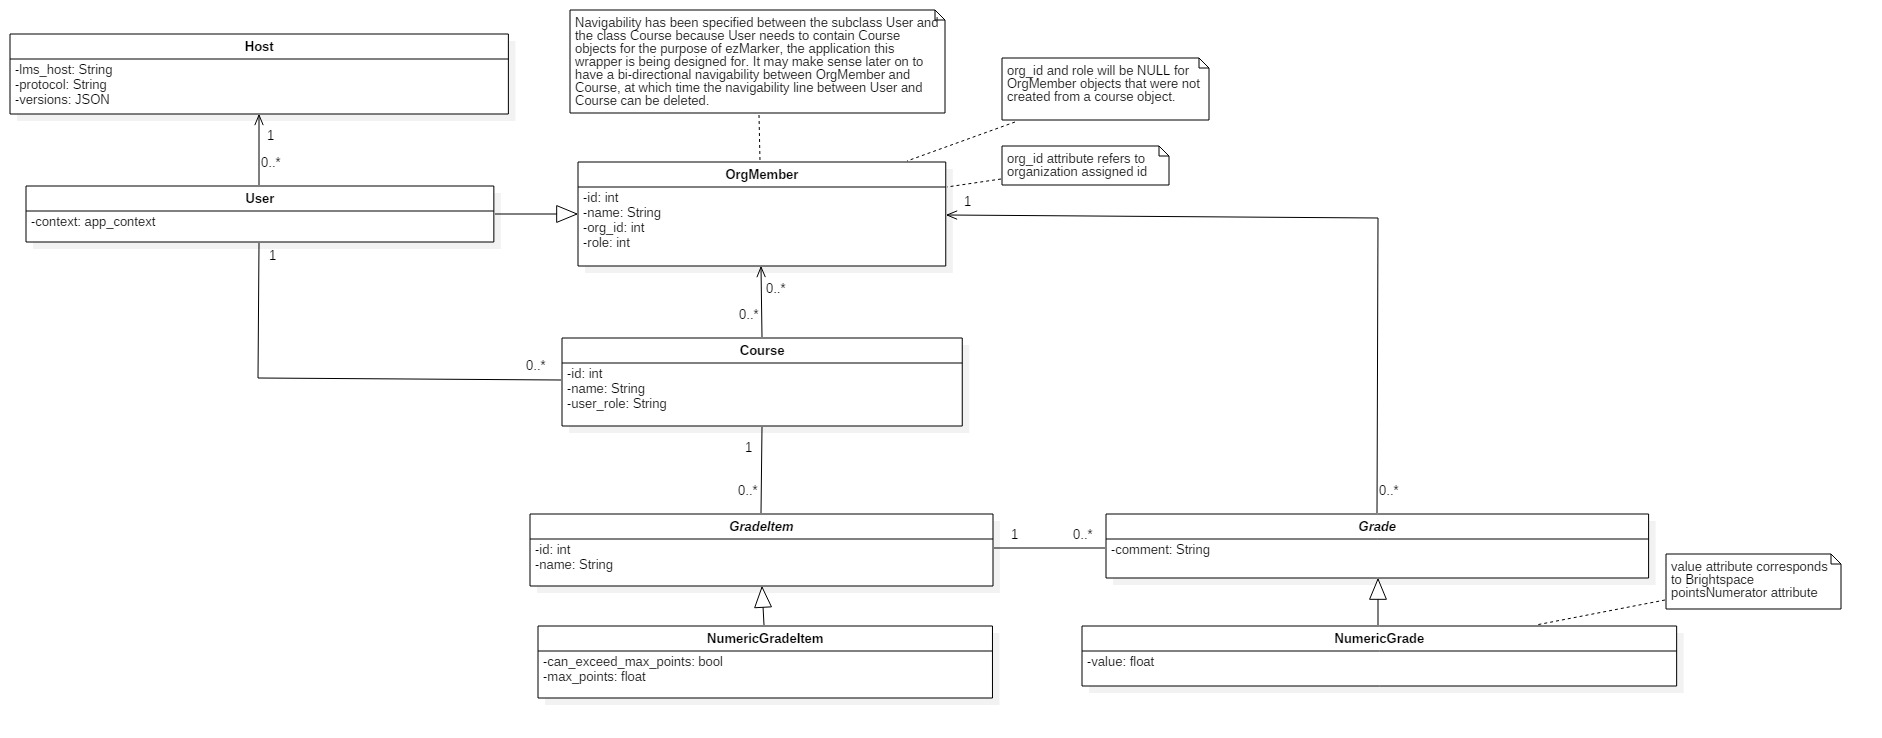 Navigability has been specified between the subclass User and
the class Course because User needs to contain Course
objects for the purpose of ezMarker, the application this
wrapper is being designed for. It may make sense later on to
have a bi-directional navigability between OrgMember and
Course, at which time the navigability line between User and
Course can be deleted.
Host
-lms_host: String
-protocol: String
-versions: JSON
org_id and role will be NULL for
OrgMember objects that were not
created from a course object.
1
0..*
org_id attribute refers to
organization assigned id
User
-context: app_context
OrgMember
-id: int
-name: String
-org_id: int
-role: int
1
1
0..*
0..*
0..*
Course
-id: int
-name: String
-user_role: String
1
0..*
0..*
GradeItem
-id: int
-name: String
1
0..*
Grade
-comment: String
value attribute corresponds
to Brightspace
pointsNumerator attribute
NumericGradeItem
-can_exceed_max_points: bool
-max_points: float
NumericGrade
-value: float